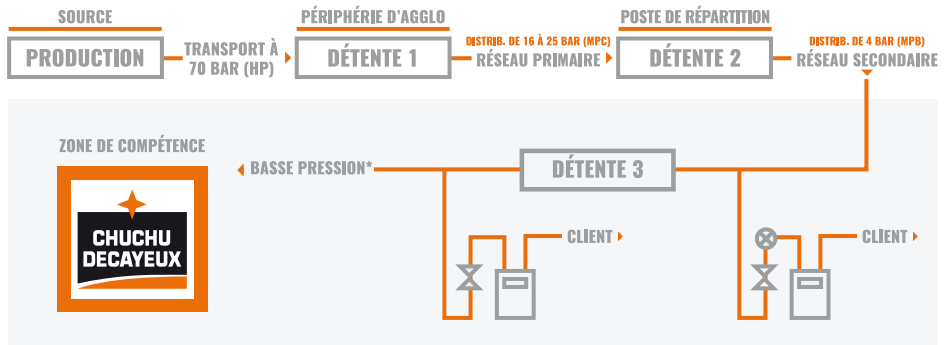 SOURCE
PRODUCTION
TRANSPORT À
70 BAR (HP)
PÉRIPHÉRIE D'AGGLO
DÉTENTE 1
DISTRIB. DE 16 À 25 BAR (MPC)
RÉSEAU PRIMAIRE
POSTE DE RÉPARTITION
DÉTENTE 2
DISTRIB. DE 4 BAR (MPB)
RÉSEAU SECONDAIRE
ZONE DE COMPÉTENCE
CHUCHU
DECAYEUX
BASSE PRESSION*
DÉTENTE 3
CLIENT
CLIENT